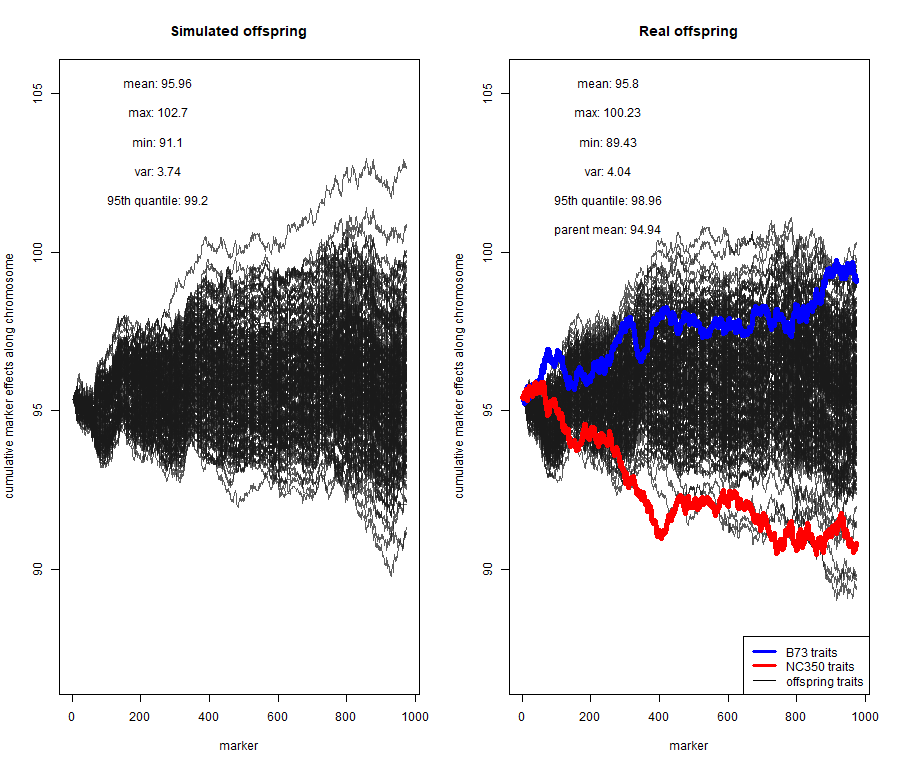 Simulated offspring
mean: 95.96
max: 102.7
min: 91.1
var: 3.74
95th quantile: 99.2
cumulative marker effects along chromosome
105
100
95
90
0 200 400 600 800 1000
marker
Real offspring
mean: 95.8
max: 100.23
min: 89.43
var: 4.04
95th quantile: 98.96
parent mean: 94.94
cumulative marker effects along chromosome
105
100
95
90
B73 traits
NC350 traits
offspring traits
0 200 400 600 800 1000
marker